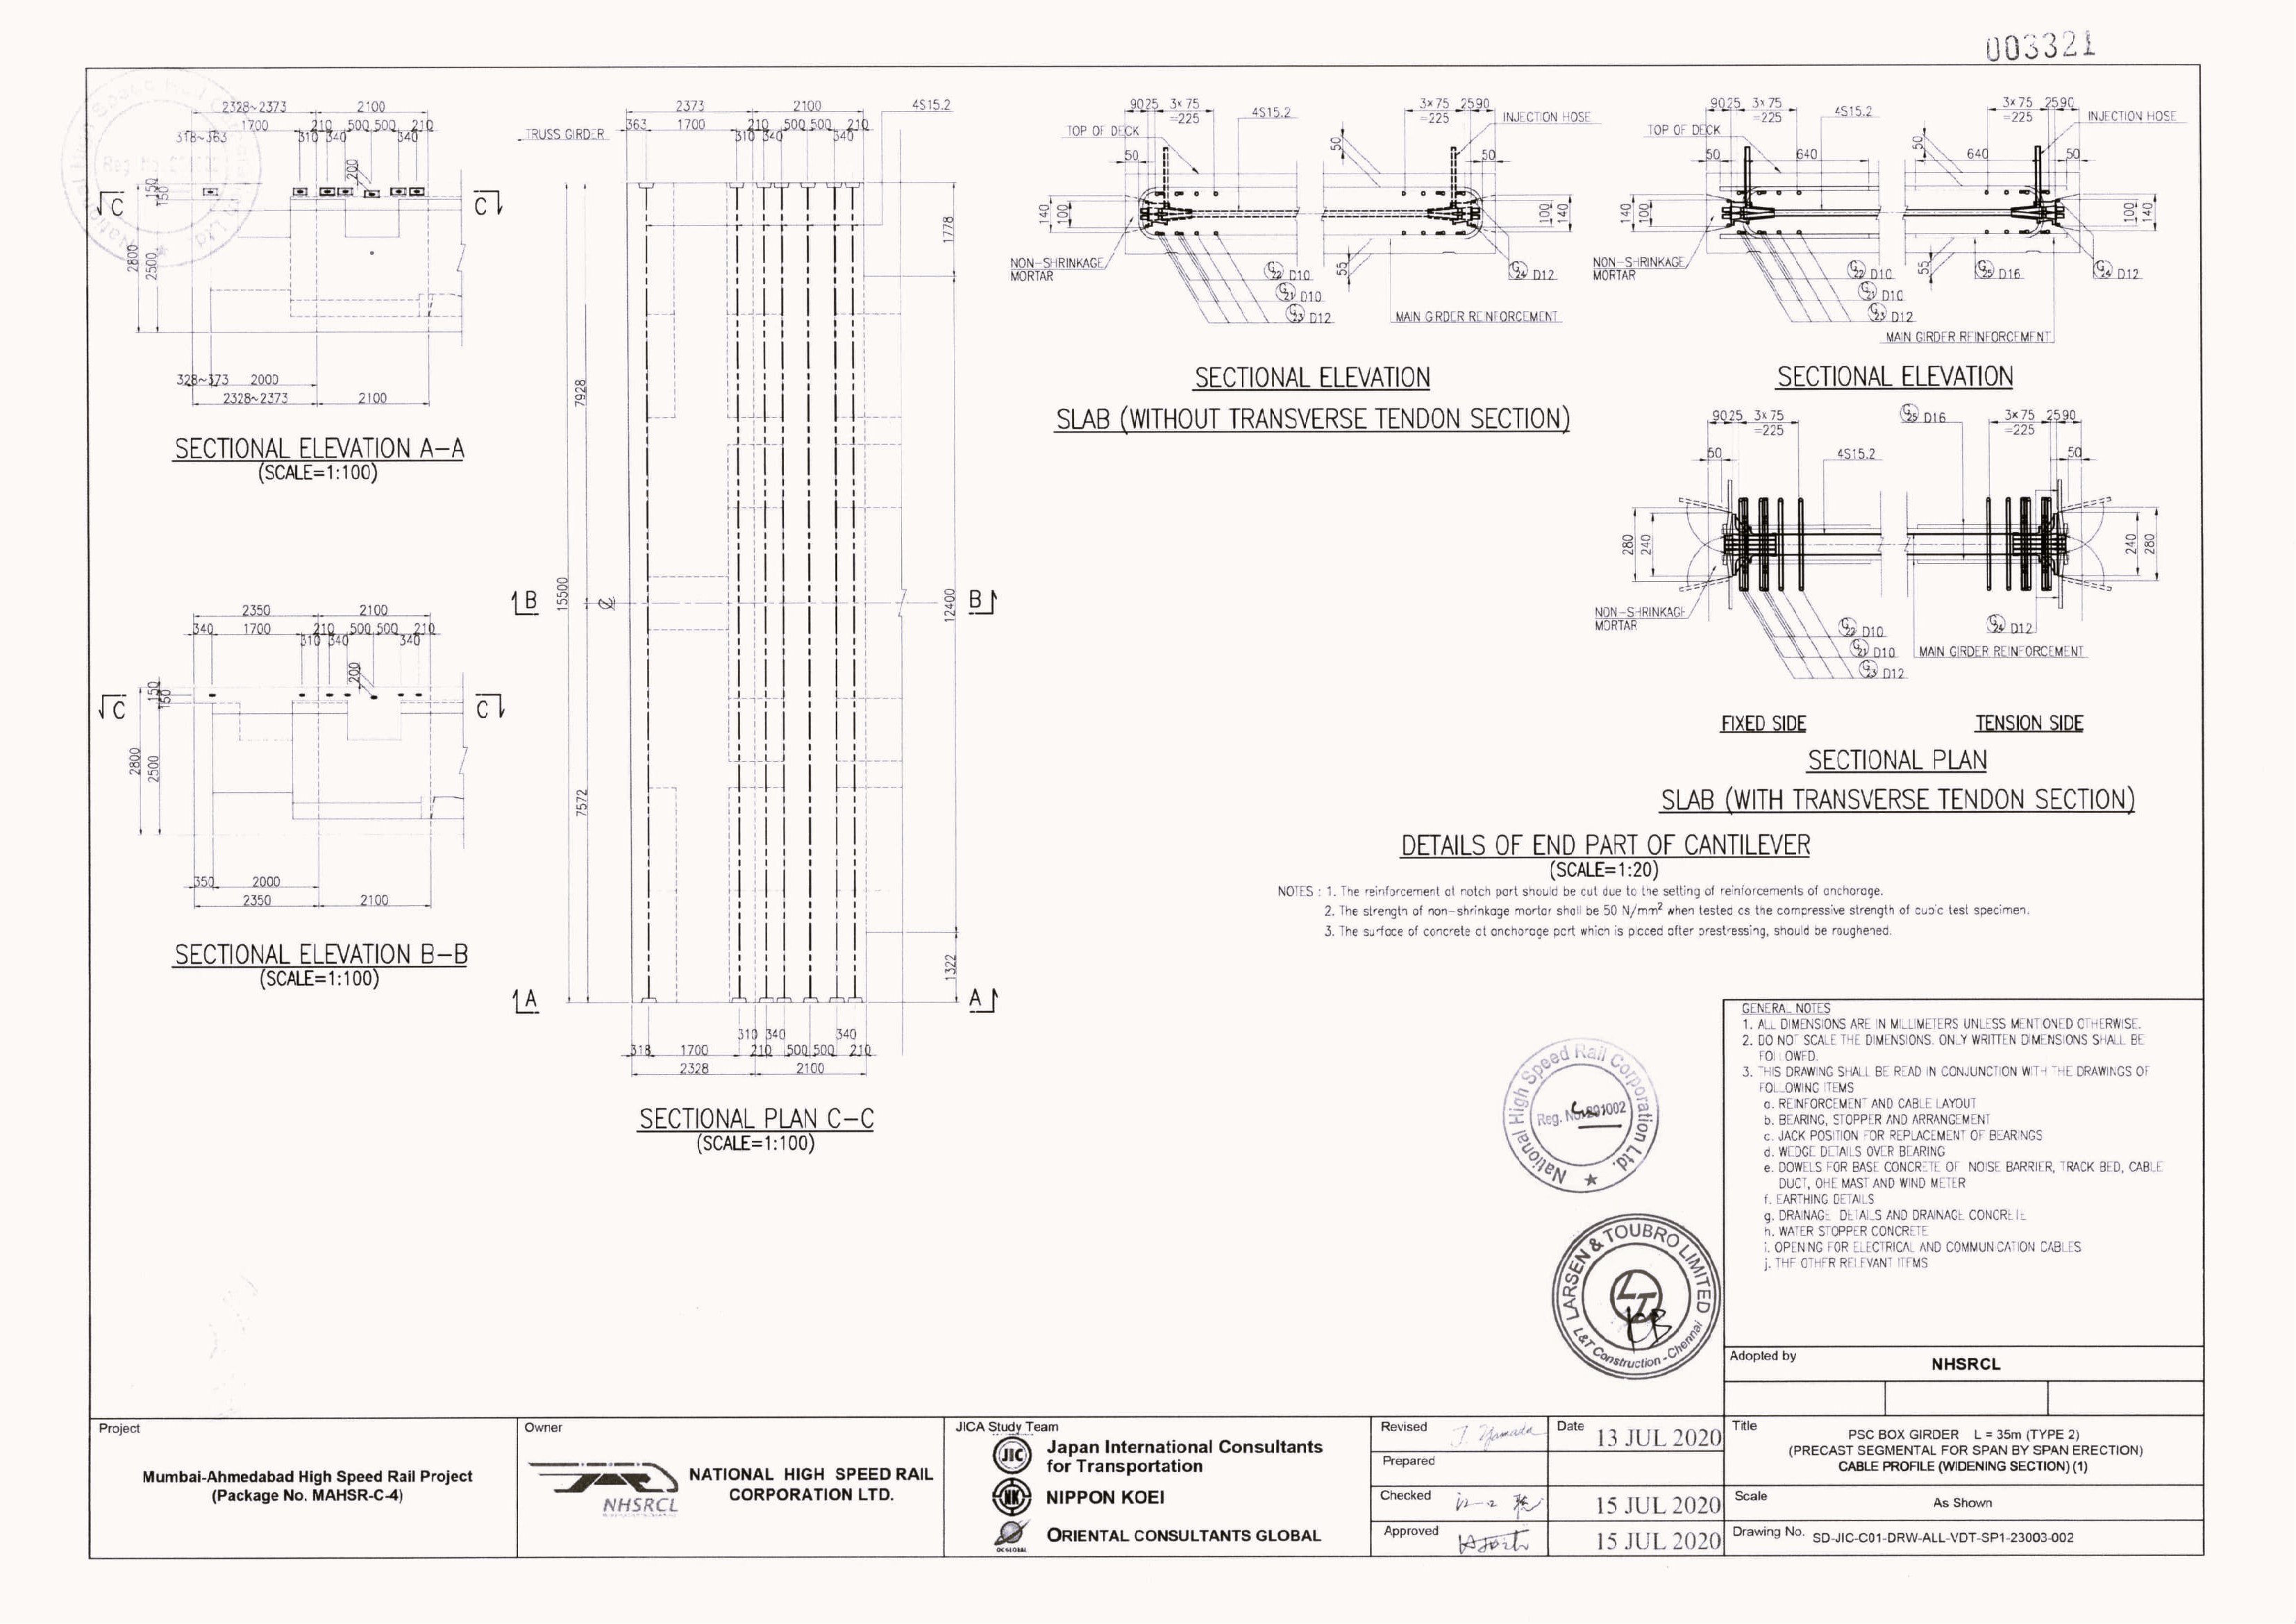 003321
2328~2373 2100
318~363 1700 310 210 340 500 500 340 210
200
150
150
C C
2800
2500
328~373 2000
2328~2373 2100
SECTIONAL ELEVATION A-A
(SCALE=1:100)
2350 2100
340 1700 310 210 340 500 500 340 210
200
150
150
C C
2800
2500
350 2000
2350 2100
SECTIONAL ELEVATION B-B
(SCALE=1:100)
2373 2100 4S15.2
TRUSS GIRDER 363 1700 310 210 340 500 500 340 210
1778
7928
15500
B B
12400
7572
1322
A A
310 340 340
318 1700 210 500 500 210
2328 2100
SECTIONAL PLAN C-C
(SCALE=1:100)
90 25 3x75 =225 4S15.2 3x75 =225 25 90
INJECTION HOSE
TOP OF DECK
50 50 50
140 100 100 140
NON-SHRINKAGE
MORTAR
G22 D10
G21 D10
G23 D12
55
G24 D12
MAIN GIRDER REINFORCEMENT
SECTIONAL ELEVATION
SLAB (WITHOUT TRANSVERSE TENDON SECTION)
90 25 3x75 =225 4S15.2 3x75 =225 25 90
INJECTION HOSE
TOP OF DECK
50 640 50 640 50
140 100 100 140
NON-SHRINKAGE
MORTAR
G22 D10
G21 D10
G23 D12
55
G25 D16
G24 D12
MAIN GIRDER REINFORCEMENT
SECTIONAL ELEVATION
90 25 3x75 =225 G25 D16 3x75 =225 25 90
50 4S15.2 50
280 240 240 280
NON-SHRINKAGE
MORTAR
G22 D10
G21 D10
G23 D12
G24 D12
MAIN GIRDER REINFORCEMENT
FIXED SIDE TENSION SIDE
SECTIONAL PLAN
SLAB (WITH TRANSVERSE TENDON SECTION)
DETAILS OF END PART OF CANTILEVER
(SCALE=1:20)
NOTES : 1. The reinforcement at notch part should be cut due to the setting of reinforcements of anchorage.
2. The strength of non-shrinkage mortar shall be 50 N/mm² when tested as the compressive strength of cubic test specimen.
3. The surface of concrete at anchorage part which is placed after prestressing, should be roughened.
GENERAL NOTES
1. ALL DIMENSIONS ARE IN MILLIMETERS UNLESS MENTIONED OTHERWISE.
2. DO NOT SCALE THE DIMENSIONS. ONLY WRITTEN DIMENSIONS SHALL BE
FOLLOWED.
3. THIS DRAWING SHALL BE READ IN CONJUNCTION WITH THE DRAWINGS OF
FOLLOWING ITEMS
a. REINFORCEMENT AND CABLE LAYOUT
b. BEARING, STOPPER AND ARRANGEMENT
c. JACK POSITION FOR REPLACEMENT OF BEARINGS
d. WEDGE DETAILS OVER BEARING
e. DOWELS FOR BASE CONCRETE OF NOISE BARRIER, TRACK BED, CABLE
DUCT, OHE MAST AND WIND METER
f. EARTHING DETAILS
g. DRAINAGE DETAILS AND DRAINAGE CONCRETE
h. WATER STOPPER CONCRETE
i. OPENING FOR ELECTRICAL AND COMMUNICATION CABLES
j. THE OTHER RELEVANT ITEMS
National High Speed Rail Corporation Ltd.
Reg. No.
LARSEN & TOUBRO LIMITED
L&T Construction - Chennai
Adopted by
NHSRCL
Project
Mumbai-Ahmedabad High Speed Rail Project
(Package No. MAHSR-C-4)
Owner
NHSRCL
NATIONAL HIGH SPEED RAIL
CORPORATION LTD.
JICA Study Team
JIC
Japan International Consultants
for Transportation
NK
NIPPON KOEI
OCGLOBAL
ORIENTAL CONSULTANTS GLOBAL
Revised J. Yamada Date 13 JUL 2020
Prepared
Checked 15 JUL 2020
Approved 15 JUL 2020
Title
PSC BOX GIRDER L = 35m (TYPE 2)
(PRECAST SEGMENTAL FOR SPAN BY SPAN ERECTION)
CABLE PROFILE (WIDENING SECTION) (1)
Scale
As Shown
Drawing No. SD-JIC-C01-DRW-ALL-VDT-SP1-23003-002